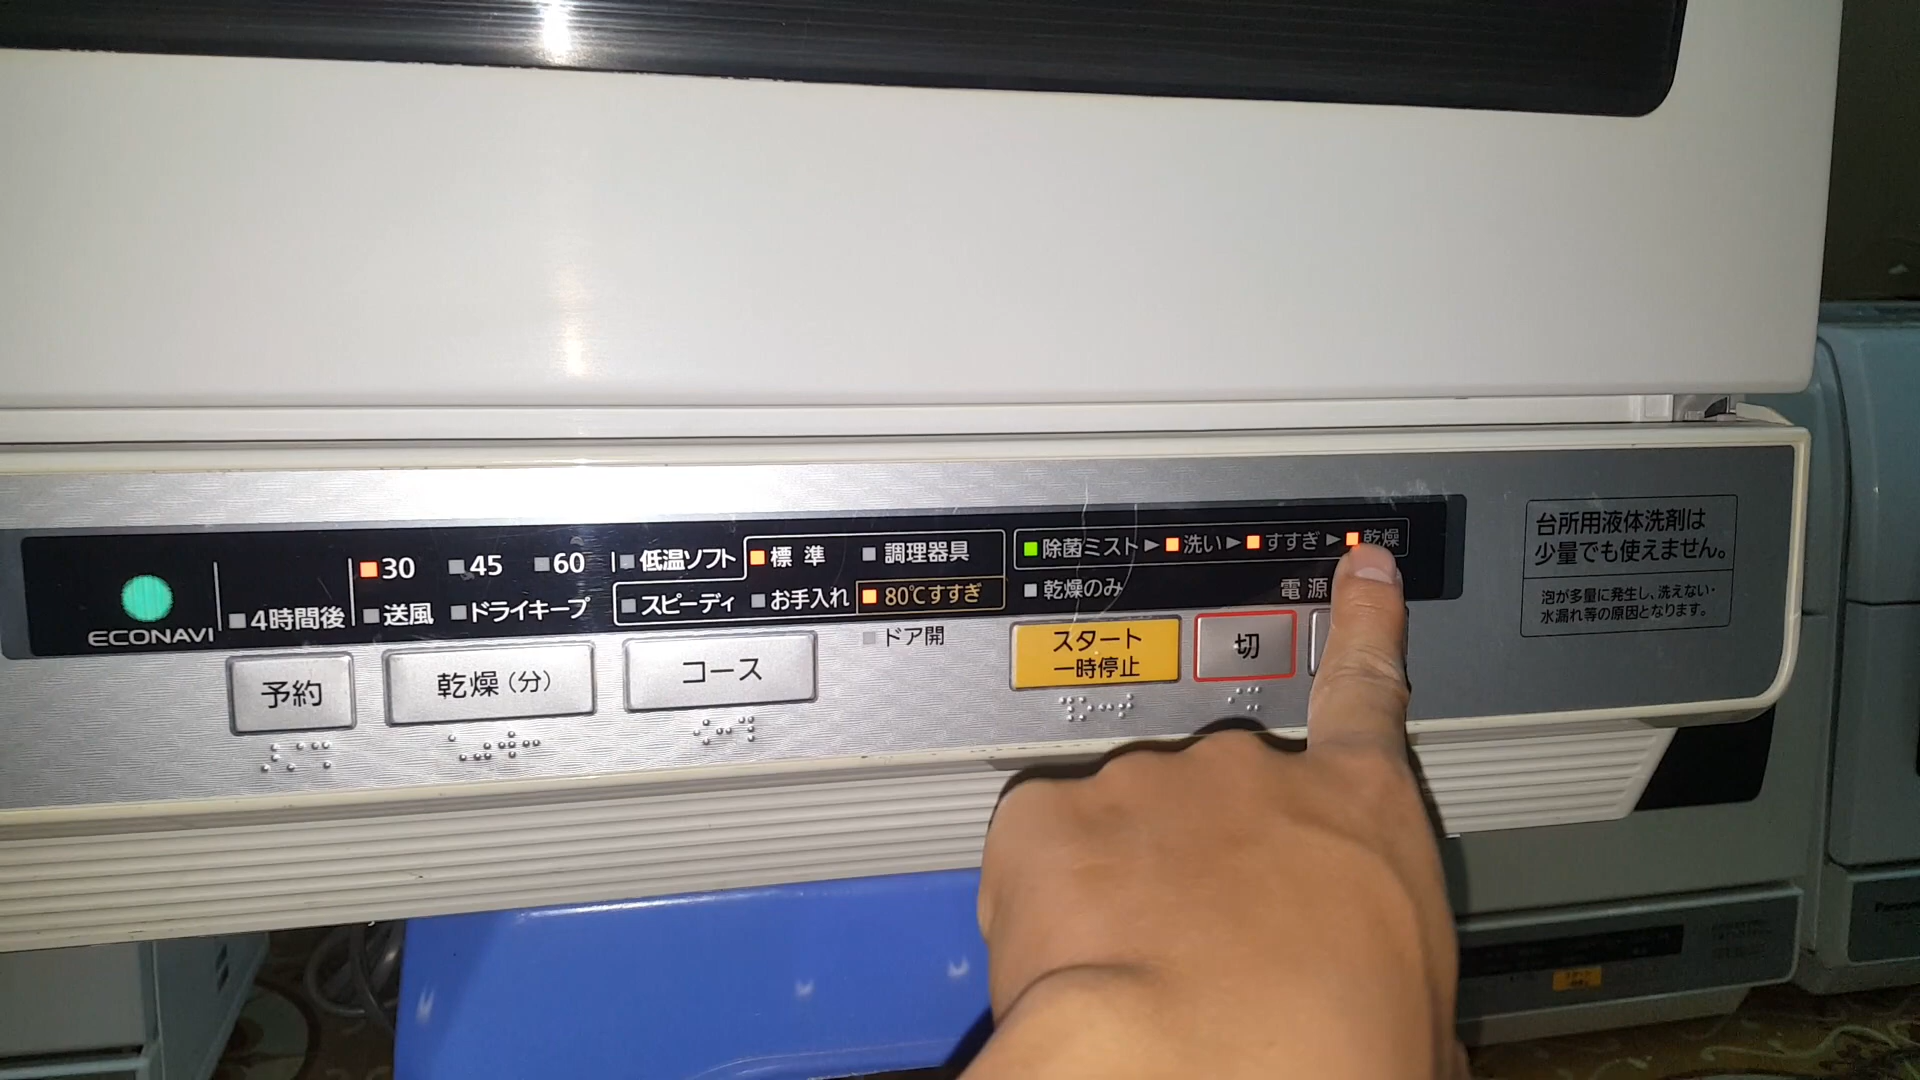 ECONAVI
4時間後
30 45 60
送風 ドライキープ
低温ソフト 標準 調理器具
スピーディ お手入れ 80℃すすぎ
ドア開
除菌ミスト▶洗い▶すすぎ▶乾燥
乾燥のみ
電源
予約
乾燥(分)
コース
スタート
一時停止
切
台所用液体洗剤は
少量でも使えません。
泡が多量に発生し、洗えない・
水漏れ等の原因となります。